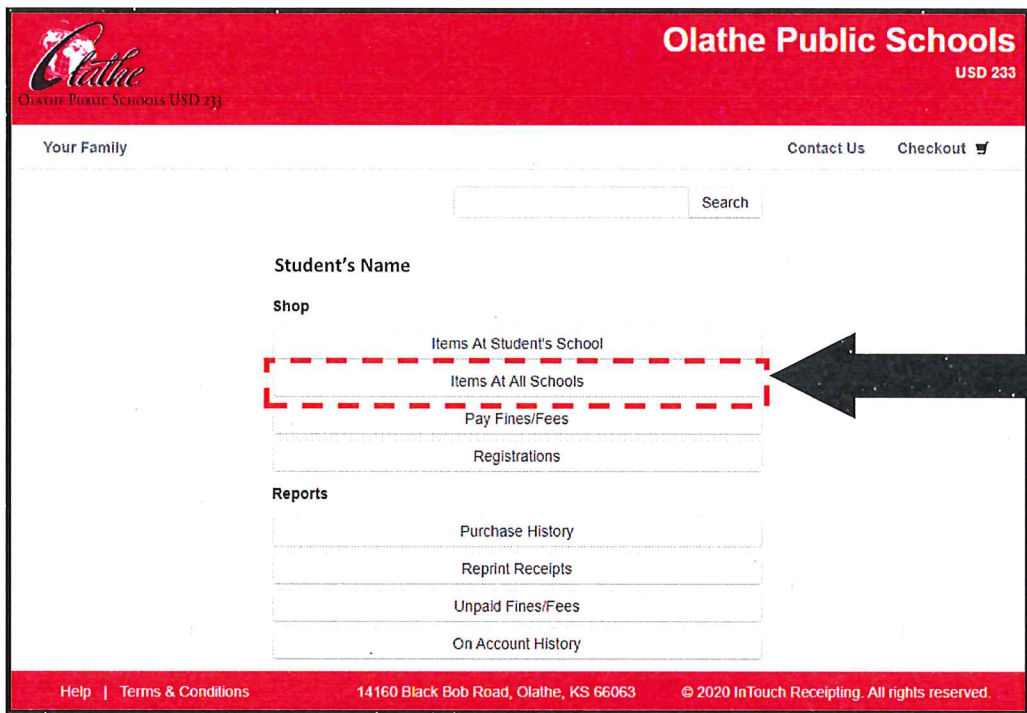 Olathe
OLATHE PUBLIC SCHOOLS USD 233
Olathe Public Schools
USD 233
Your Family
Contact Us
Checkout
Search
Student's Name
Shop
Items At Student's School
Items At All Schools
Pay Fines/Fees
Registrations
Reports
Purchase History
Reprint Receipts
Unpaid Fines/Fees
On Account History
Help | Terms & Conditions
14160 Black Bob Road, Olathe, KS 66063
© 2020 InTouch Receipting. All rights reserved.